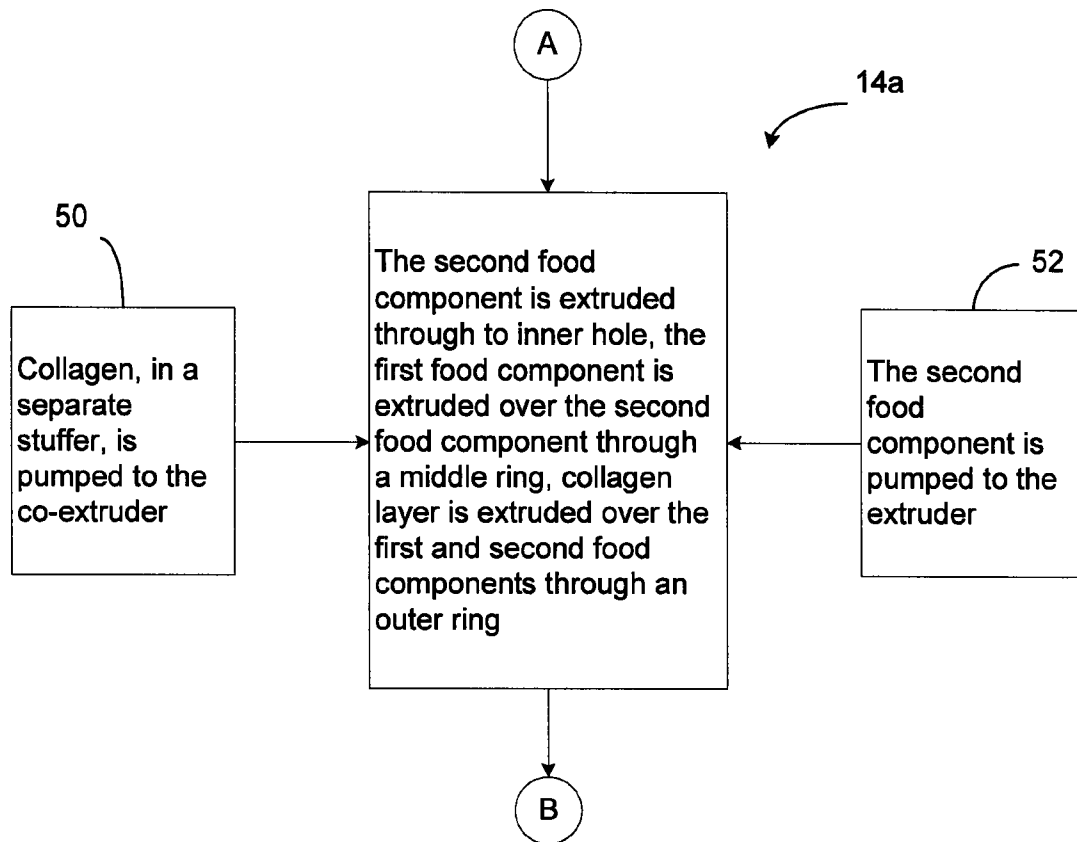 A
14a
50
Collagen, in a
separate
stuffer, is
pumped to the
co-extruder
The second food
component is extruded
through to inner hole, the
first food component is
extruded over the second
food component through
a middle ring, collagen
layer is extruded over the
first and second food
components through an
outer ring
52
The second
food
component is
pumped to the
extruder
B